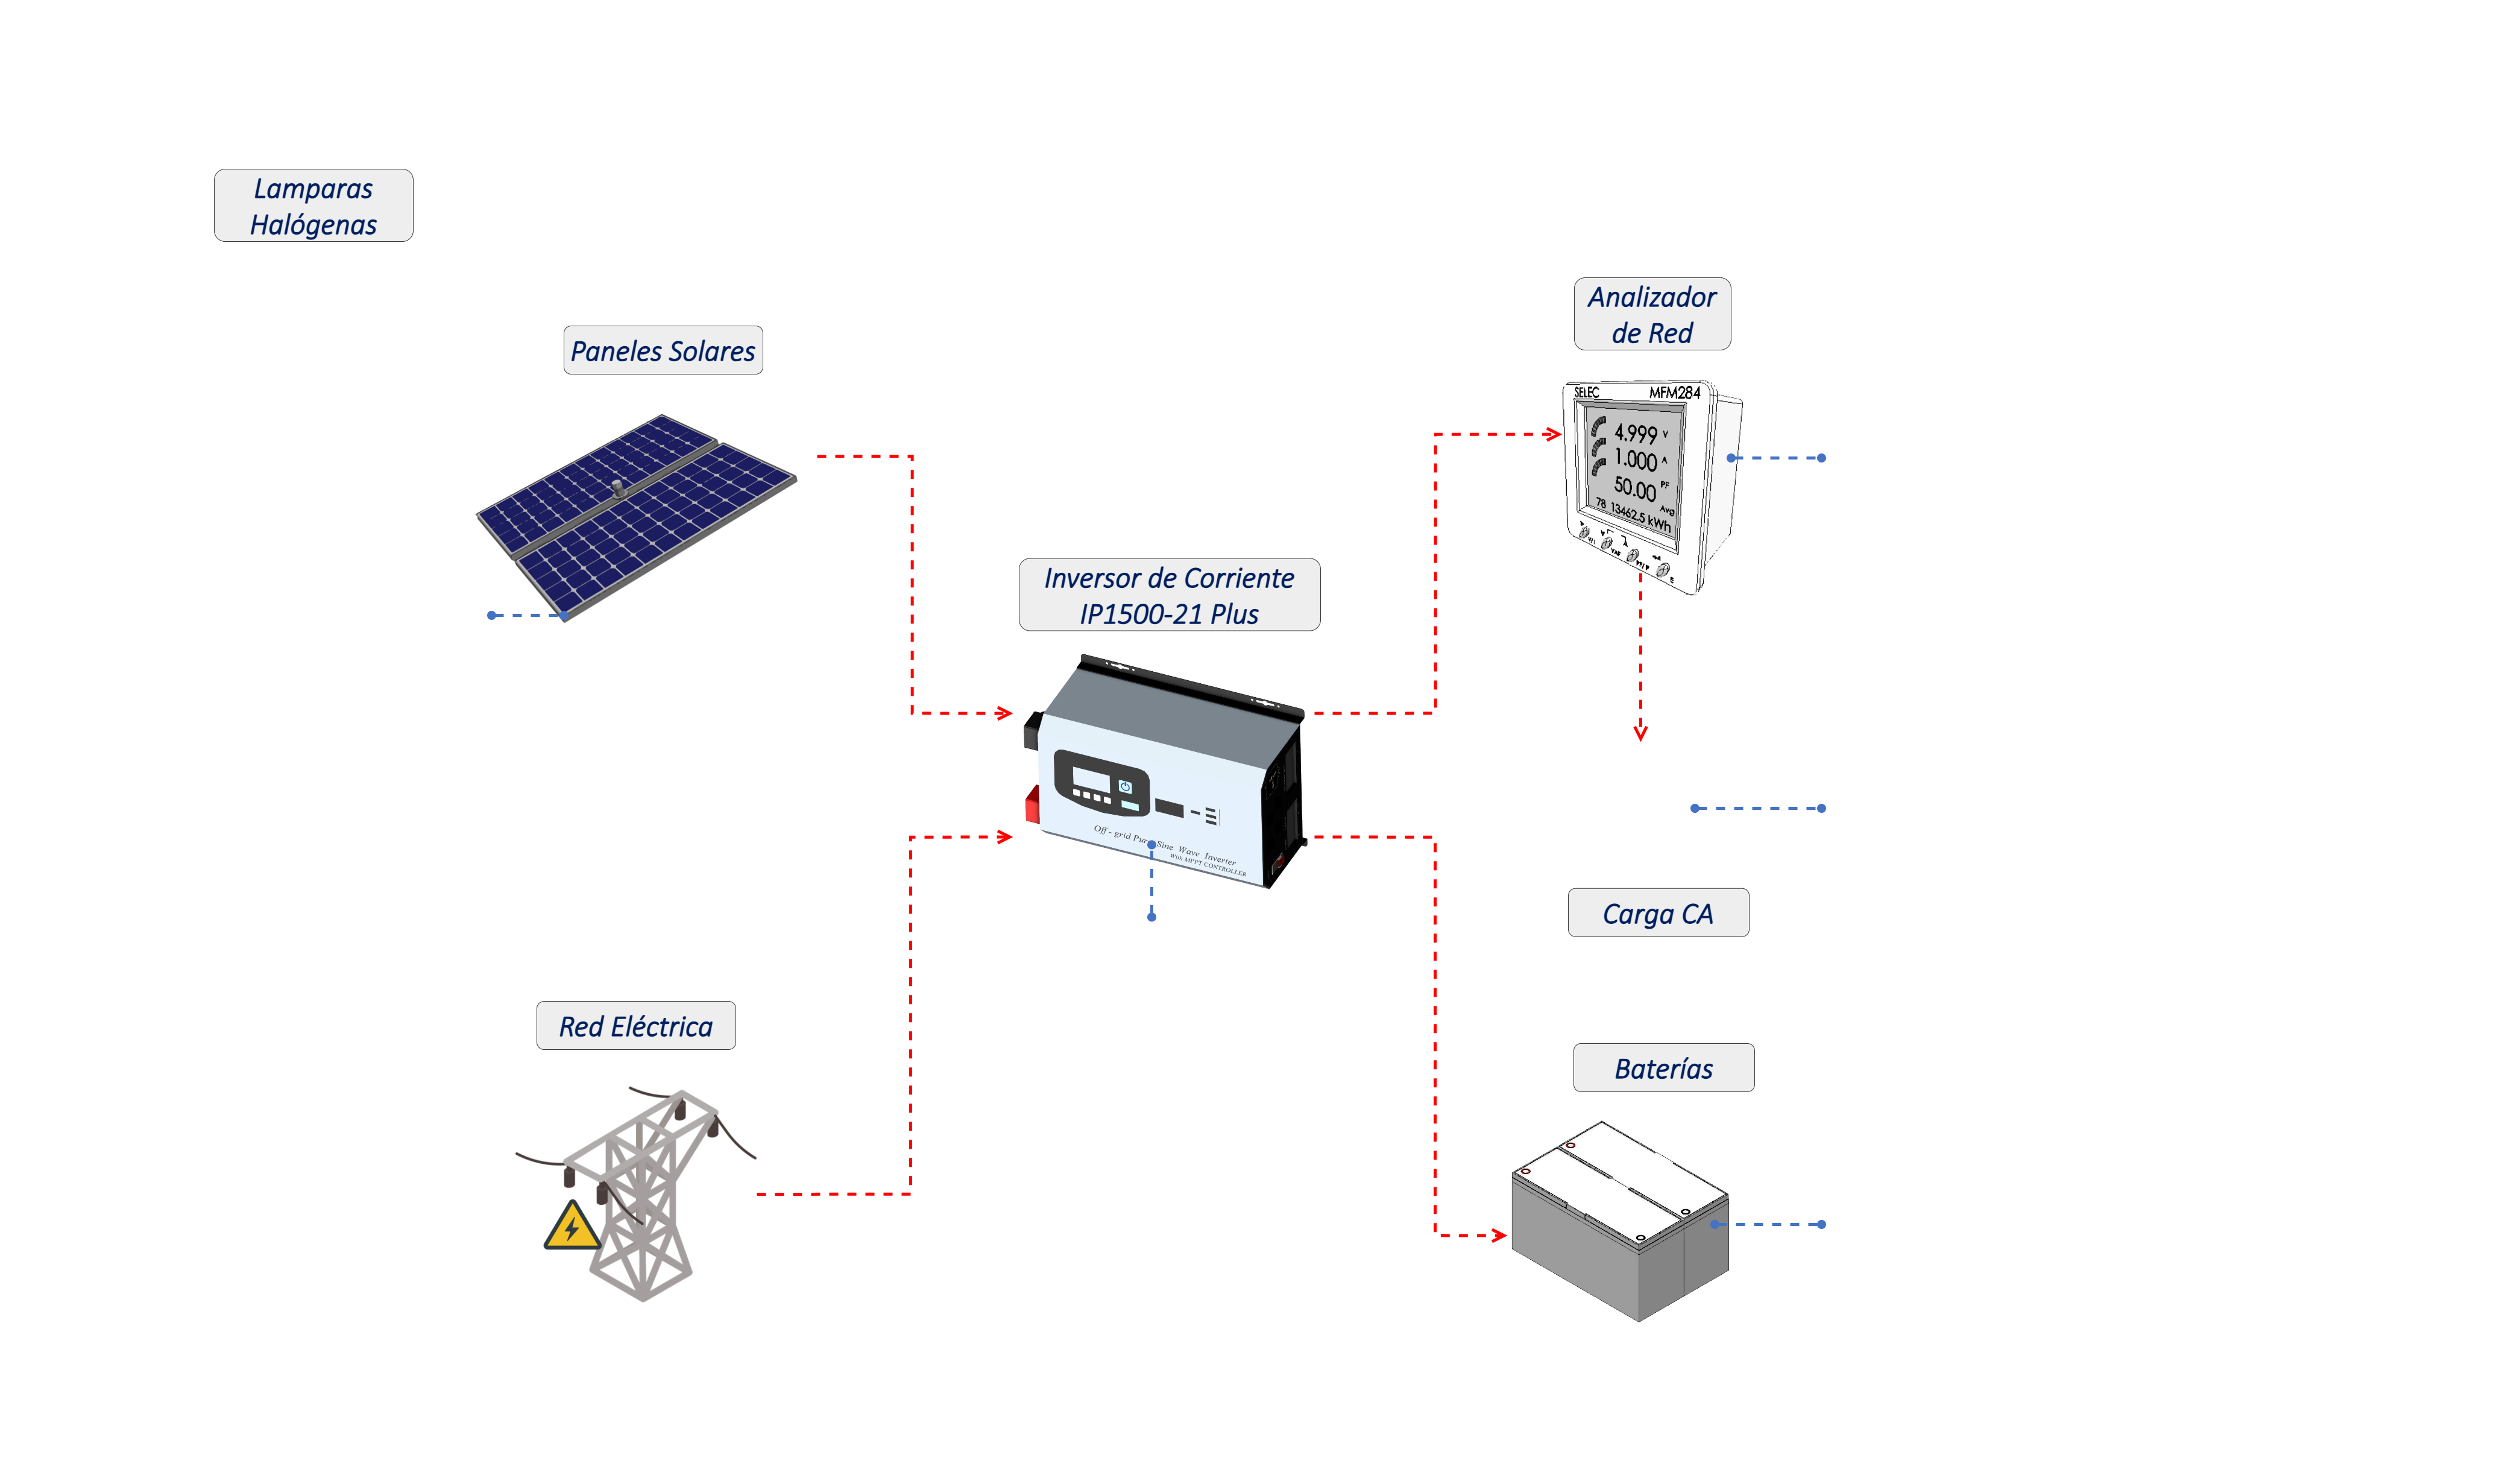 Lamparas
Halógenas
Paneles Solares
Analizador
de Red
SELEC MFM284
4.999 V
1.000 A
50.00 PF
Avg
78 13462.5 kWh
Inversor de Corriente
IP1500-21 Plus
Off - grid Pure Sine Wave Inverter
With MPPT CONTROLLER
Carga CA
Red Eléctrica
Baterías